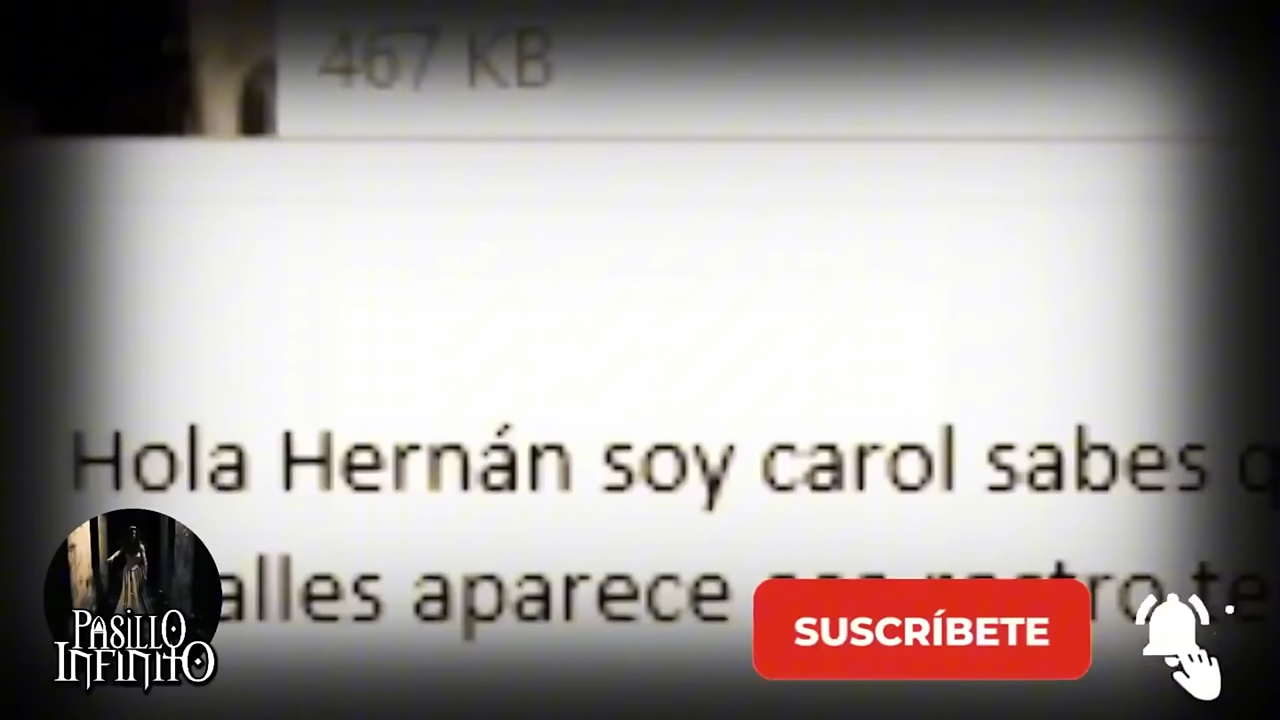 467 KB
Hola Hernán soy carol sabes
alles aparece
SUSCRÍBETE
PASILLO
INFINITO